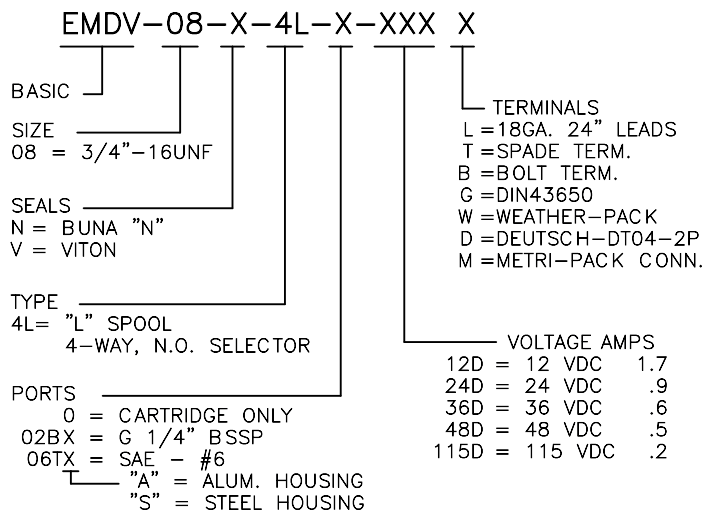 EMDV-08-X-4L-X-XXX X
BASIC
SIZE
08 = 3/4"-16UNF
SEALS
N = BUNA "N"
V = VITON
TYPE
4L= "L" SPOOL
4-WAY, N.O. SELECTOR
PORTS
0 = CARTRIDGE ONLY
02BX = G 1/4" BSSP
06TX = SAE - #6
"A" = ALUM. HOUSING
"S" = STEEL HOUSING
TERMINALS
L =18GA. 24" LEADS
T =SPADE TERM.
B =BOLT TERM.
G =DIN43650
W =WEATHER-PACK
D =DEUTSCH-DT04-2P
M =METRI-PACK CONN.
VOLTAGE AMPS
12D = 12 VDC 1.7
24D = 24 VDC .9
36D = 36 VDC .6
48D = 48 VDC .5
115D = 115 VDC .2